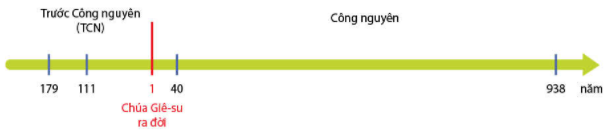 Trước Công nguyên
(TCN)
Công nguyên
179 111 1 40 938 năm
Chúa Giê-su
ra đời